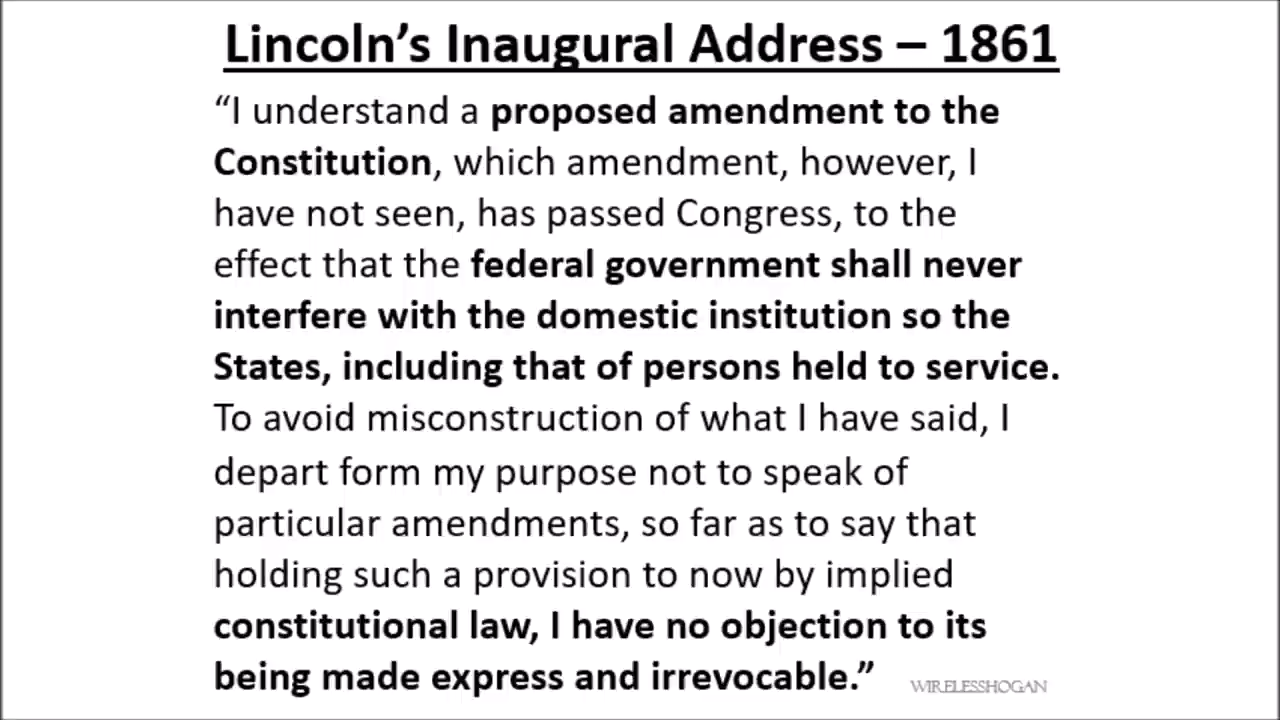 Lincoln’s Inaugural Address – 1861
“I understand a proposed amendment to the
Constitution, which amendment, however, I
have not seen, has passed Congress, to the
effect that the federal government shall never
interfere with the domestic institution so the
States, including that of persons held to service.
To avoid misconstruction of what I have said, I
depart form my purpose not to speak of
particular amendments, so far as to say that
holding such a provision to now by implied
constitutional law, I have no objection to its
being made express and irrevocable.”
WIRELESSHOGAN